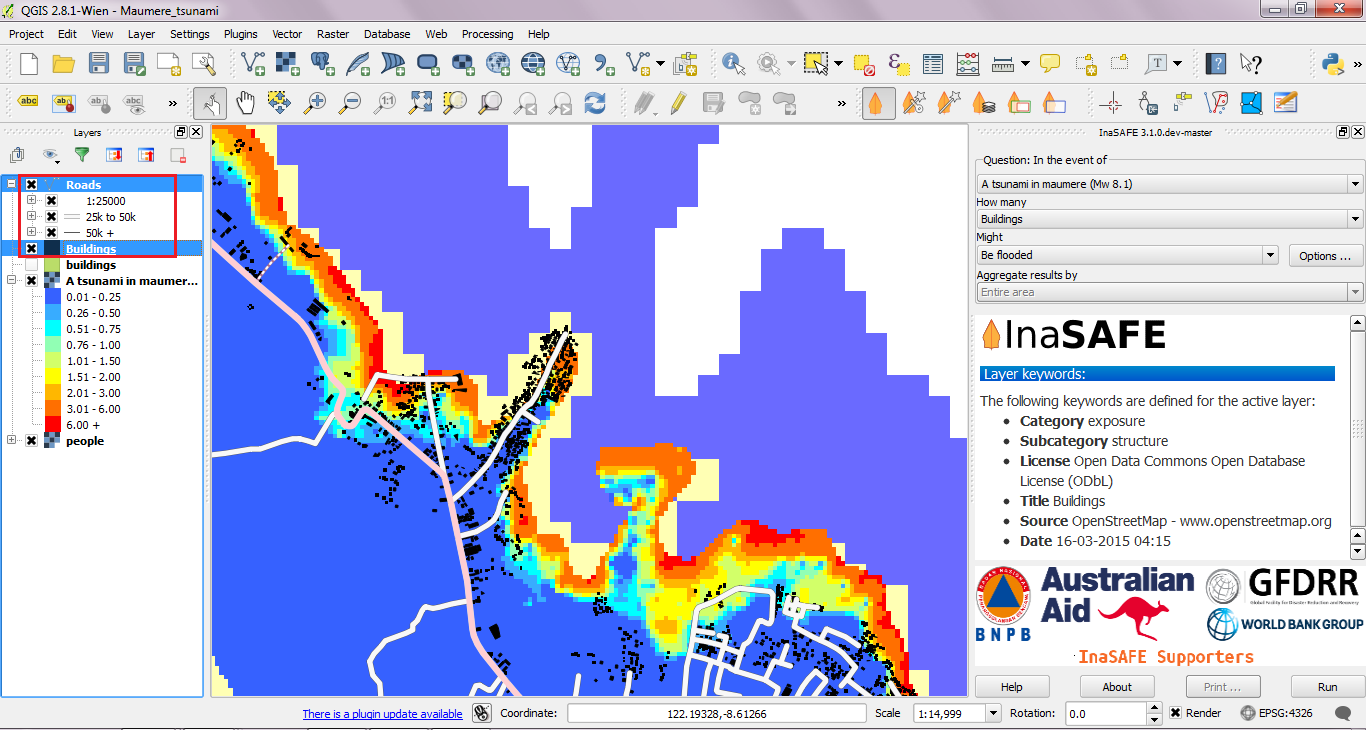 QGIS 2.8.1-Wien - Maumere_tsunami
Project Edit View Layer Settings Plugins Vector Raster Database Web Processing Help
Layers
Roads
1:25000
25k to 50k
50k +
Buildings
buildings
A tsunami in maumer...
0.01 - 0.25
0.26 - 0.50
0.51 - 0.75
0.76 - 1.00
1.01 - 1.50
1.51 - 2.00
2.01 - 3.00
3.01 - 6.00
6.00 +
people
InaSAFE 3.1.0.dev-master
Question: In the event of
A tsunami in maumere (Mw 8.1)
How many
Buildings
Might
Be flooded
Options ...
Aggregate results by
Entire area
InaSAFE
Layer keywords:
The following keywords are defined for the active layer:
Category exposure
Subcategory structure
License Open Data Commons Open Database
License (ODbL)
Title Buildings
Source OpenStreetMap - www.openstreetmap.org
Date 16-03-2015 04:15
BNPB
Australian
Aid
GFDRR
Global Facility for Disaster Reduction and Recovery
WORLD BANK GROUP
InaSAFE Supporters
Help About Print ... Run
There is a plugin update available
Coordinate: 122.19328,-8.61266
Scale 1:14,999
Rotation: 0.0
Render
EPSG:4326